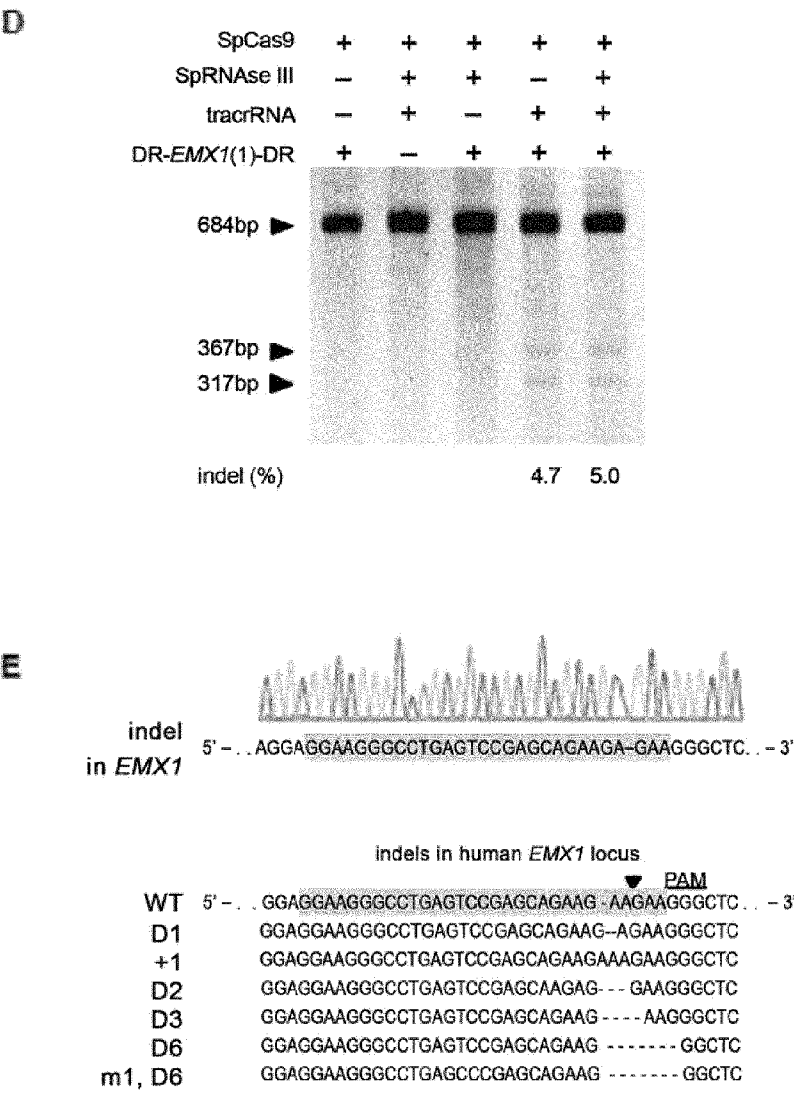 D
SpCas9 + + + + +
SpRNAse III – + + – +
tracrRNA – + – + +
DR-EMX1(1)-DR + – + + +
684bp
367bp
317bp
indel (%) 4.7 5.0
E
indel
in EMX1 5' – . . AGGAGGAAGGGCCTGAGTCCGAGCAGAAGA–GAAGGGCTC. . – 3'
indels in human EMX1 locus
PAM
WT 5' – . . GGAGGAAGGGCCTGAGTCCGAGCAGAAG -AAGAAGGGCTC. . – 3'
D1 GGAGGAAGGGCCTGAGTCCGAGCAGAAG--AGAAGGGCTC
+1 GGAGGAAGGGCCTGAGTCCGAGCAGAAGAAAGAAGGGCTC
D2 GGAGGAAGGGCCTGAGTCCGAGCAAGAG---GAAGGGCTC
D3 GGAGGAAGGGCCTGAGTCCGAGCAGAAG----AAGGGCTC
D6 GGAGGAAGGGCCTGAGTCCGAGCAGAAG -------GGCTC
m1, D6 GGAGGAAGGGCCTGAGCCCGAGCAGAAG -------GGCTC